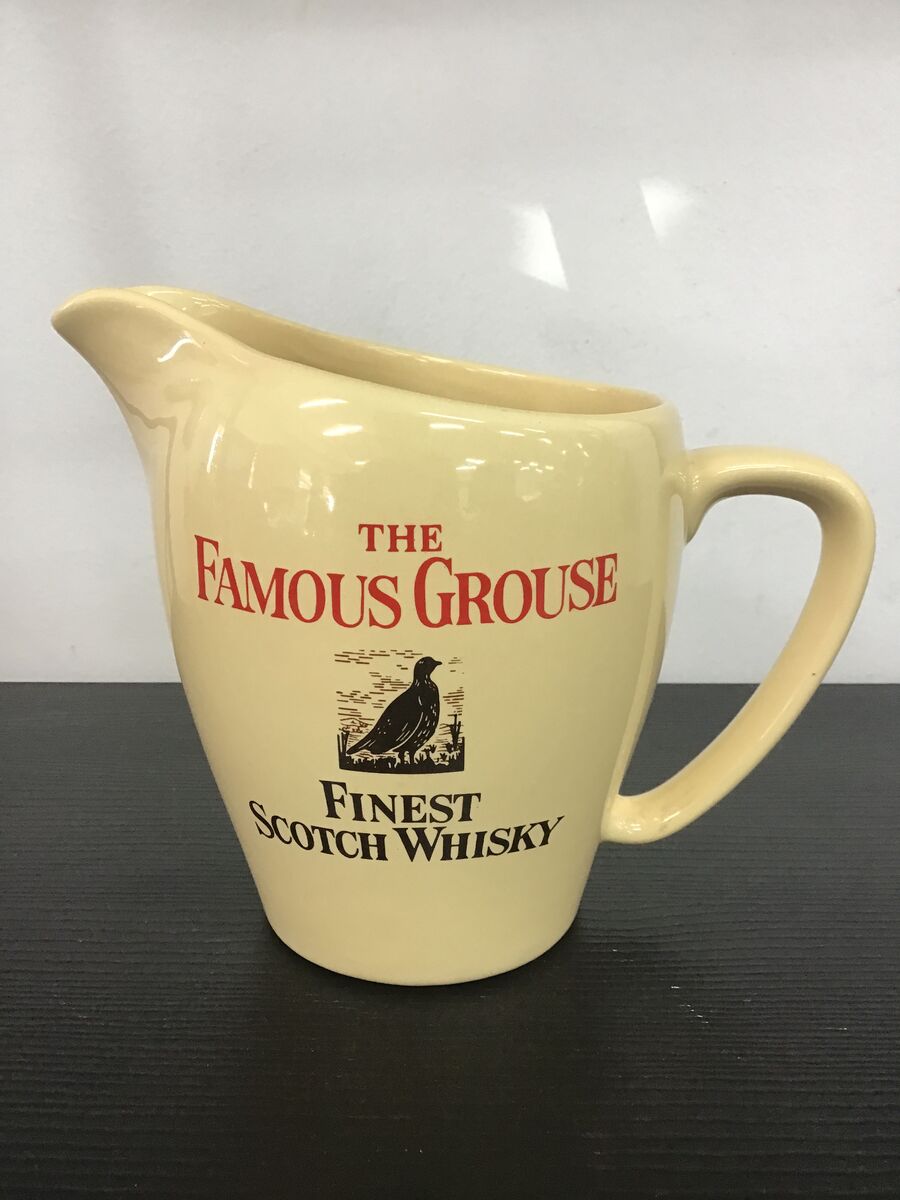 THE
FAMOUS GROUSE
FINEST
SCOTCH WHISKY